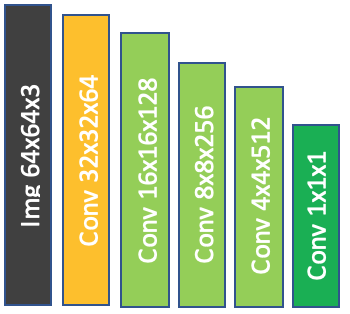 Img 64x64x3
Conv 32x32x64
Conv 16x16x128
Conv 8x8x256
Conv 4x4x512
Conv 1x1x1